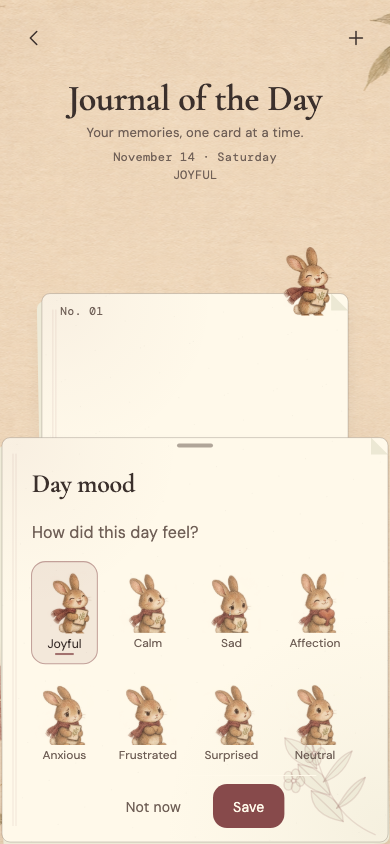 Journal of the Day
Your memories, one card at a time.
November 14 · Saturday
JOYFUL
No. 01
Day mood
How did this day feel?
Joyful Calm Sad Affection
Anxious Frustrated Surprised Neutral
Not now Save